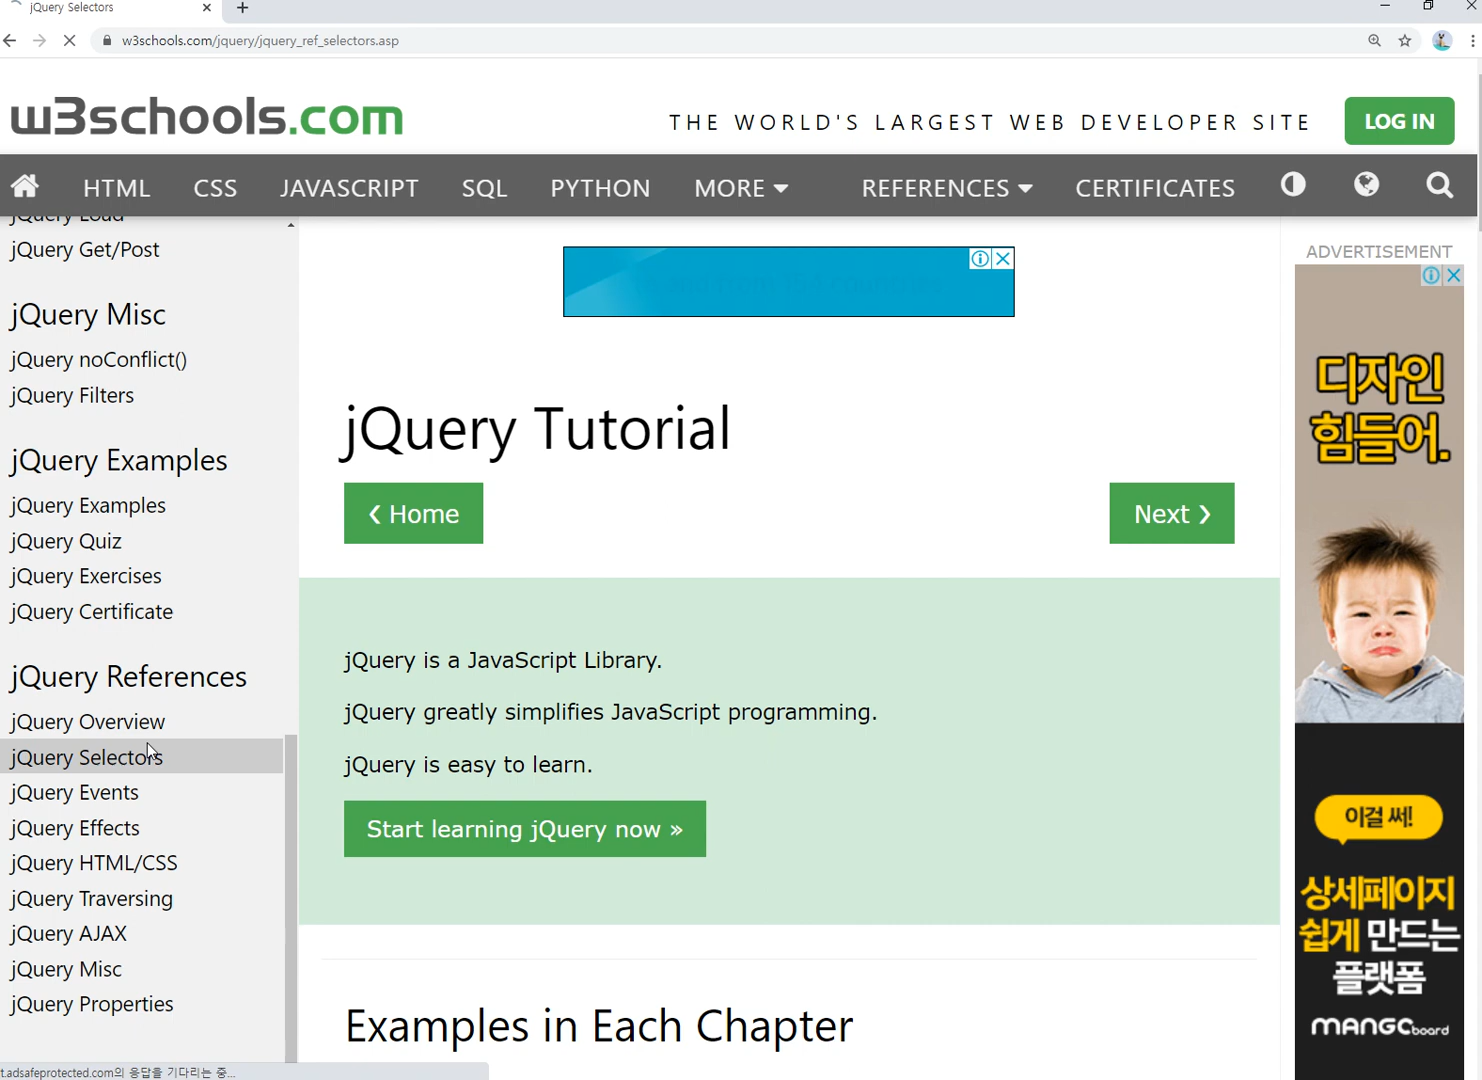 jQuery Selectors
w3schools.com/jquery/jquery_ref_selectors.asp
w3schools.com
THE WORLD'S LARGEST WEB DEVELOPER SITE
LOG IN
HTML CSS JAVASCRIPT SQL PYTHON MORE REFERENCES CERTIFICATES
jQuery Load
jQuery Get/Post
jQuery Misc
jQuery noConflict()
jQuery Filters
jQuery Examples
jQuery Examples
jQuery Quiz
jQuery Exercises
jQuery Certificate
jQuery References
jQuery Overview
jQuery Selectors
jQuery Events
jQuery Effects
jQuery HTML/CSS
jQuery Traversing
jQuery AJAX
jQuery Misc
jQuery Properties
t.adsafeprotected.com의 응답을 기다리는 중...
jQuery Tutorial
❮ Home
Next ❯
jQuery is a JavaScript Library.
jQuery greatly simplifies JavaScript programming.
jQuery is easy to learn.
Start learning jQuery now »
Examples in Each Chapter
ADVERTISEMENT
디자인
힘들어.
이걸 써!
상세페이지
쉽게 만드는
플랫폼
MANGCboard